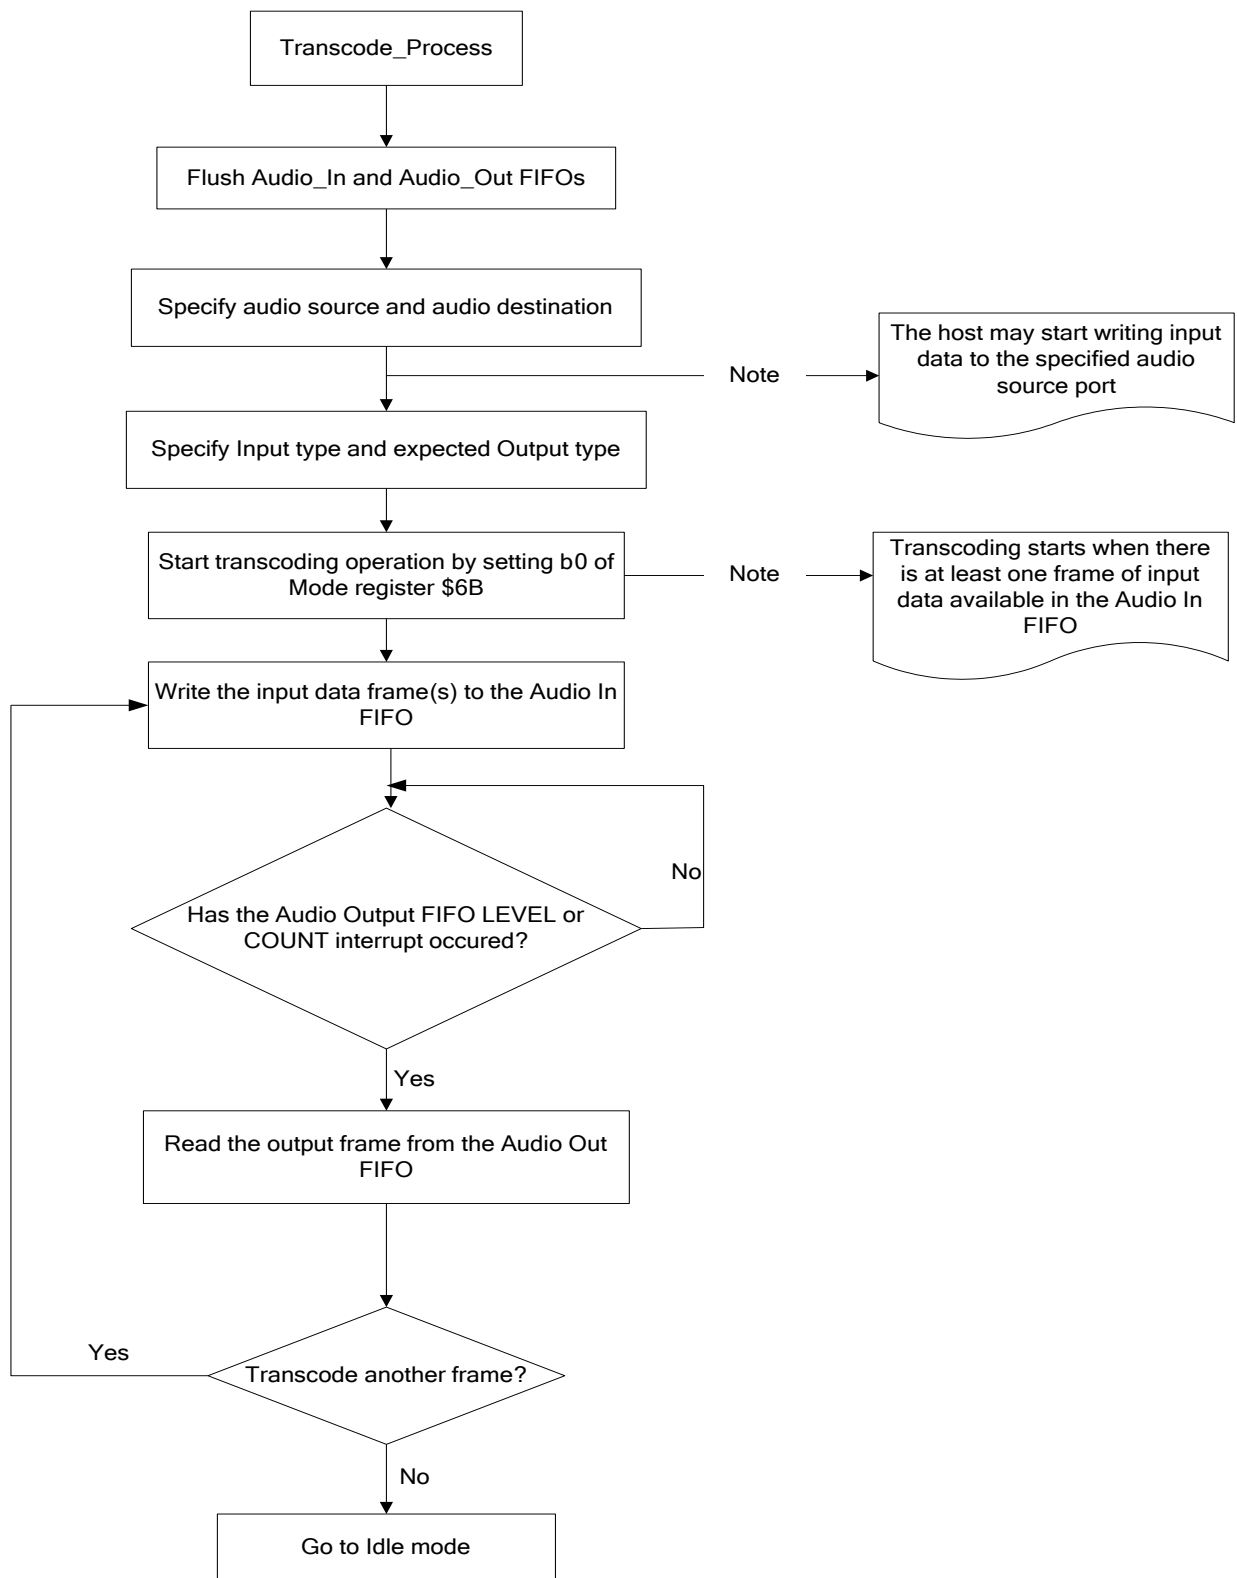 Transcode_Process
Flush Audio_In and Audio_Out FIFOs
Specify audio source and audio destination
Note
The host may start writing input
data to the specified audio
source port
Specify Input type and expected Output type
Start transcoding operation by setting b0 of
Mode register $6B
Note
Transcoding starts when there
is at least one frame of input
data available in the Audio In
FIFO
Write the input data frame(s) to the Audio In
FIFO
No
Has the Audio Output FIFO LEVEL or
COUNT interrupt occured?
Yes
Read the output frame from the Audio Out
FIFO
Yes
Transcode another frame?
No
Go to Idle mode